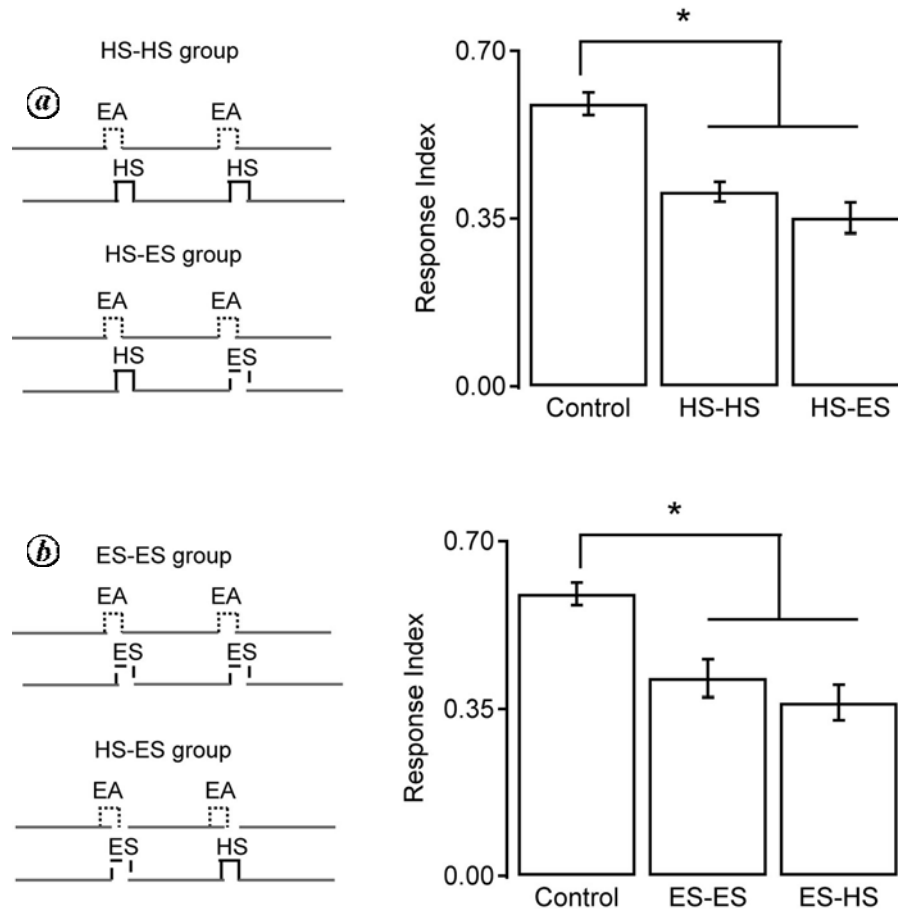 HS-HS group
a
EA EA
HS HS
HS-ES group
EA EA
HS ES
*
0.70
0.35
0.00
Response Index
Control HS-HS HS-ES
b
ES-ES group
EA EA
ES ES
HS-ES group
EA EA
ES HS
*
0.70
0.35
0.00
Response Index
Control ES-ES ES-HS